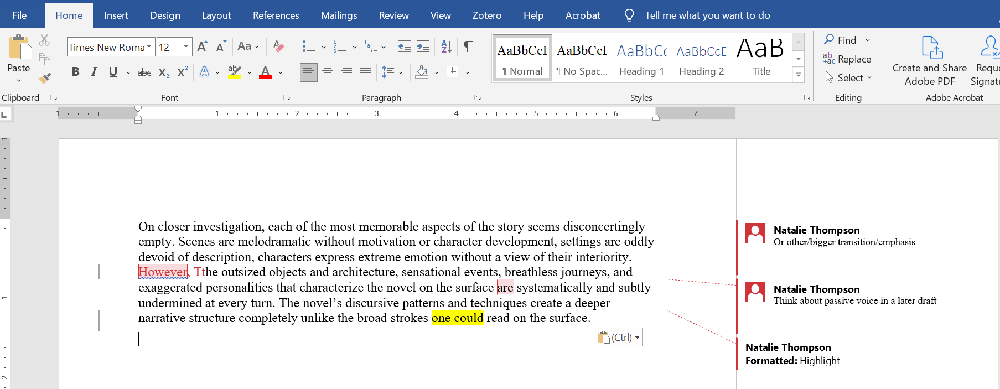 File Home Insert Design Layout References Mailings Review View Zotero Help Acrobat Tell me what you want to do
Times New Roma 12 A A Aa A
Paste
B I U abc X₂ X² A ab A
AaBbCcI AaBbCcI AaBbCc AaBbCcD AaB
¶ Normal ¶ No Spac... Heading 1 Heading 2 Title
Find
Replace
Select
Create and Share
Adobe PDF
Reque
Signatu
Clipboard Font Paragraph Styles Editing Adobe Acrobat
1 1 2 3 4 5 6 7
On closer investigation, each of the most memorable aspects of the story seems disconcertingly
empty. Scenes are melodramatic without motivation or character development, settings are oddly
devoid of description, characters express extreme emotion without a view of their interiority.
However, Tthe outsized objects and architecture, sensational events, breathless journeys, and
exaggerated personalities that characterize the novel on the surface are systematically and subtly
undermined at every turn. The novel’s discursive patterns and techniques create a deeper
narrative structure completely unlike the broad strokes one could read on the surface.
(Ctrl)
Natalie Thompson
Or other/bigger transition/emphasis
Natalie Thompson
Think about passive voice in a later draft
Natalie Thompson
Formatted: Highlight
1
1
2